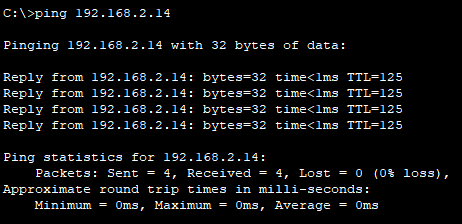 C:\>ping 192.168.2.14
Pinging 192.168.2.14 with 32 bytes of data:
Reply from 192.168.2.14: bytes=32 time<1ms TTL=125
Reply from 192.168.2.14: bytes=32 time<1ms TTL=125
Reply from 192.168.2.14: bytes=32 time<1ms TTL=125
Reply from 192.168.2.14: bytes=32 time<1ms TTL=125
Ping statistics for 192.168.2.14:
    Packets: Sent = 4, Received = 4, Lost = 0 (0% loss),
Approximate round trip times in milli-seconds:
    Minimum = 0ms, Maximum = 0ms, Average = 0ms